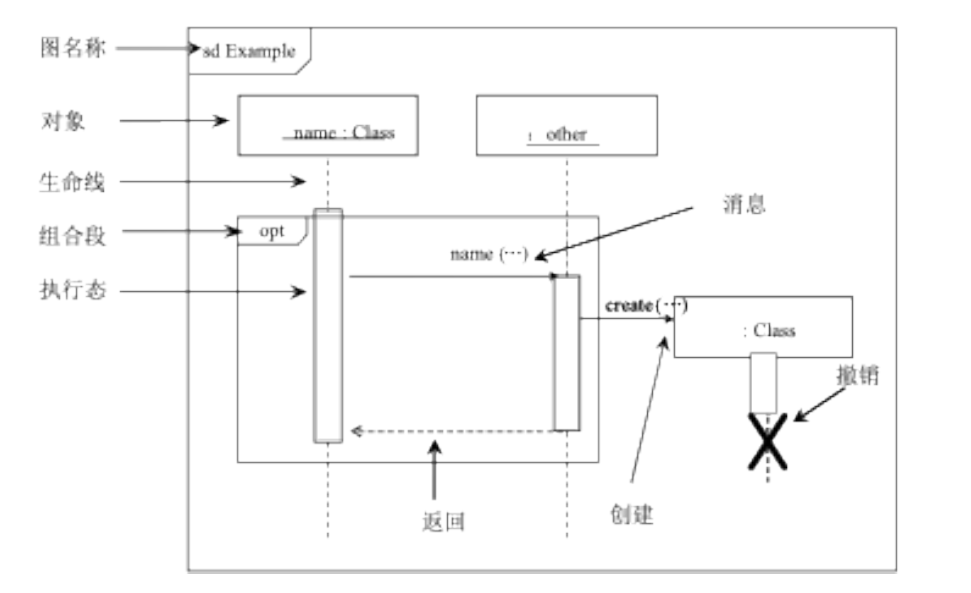 图名称
sd Example
对象
name : Class
: other
生命线
组合段
opt
消息
name (···)
执行态
create(···)
: Class
撤销
返回
创建